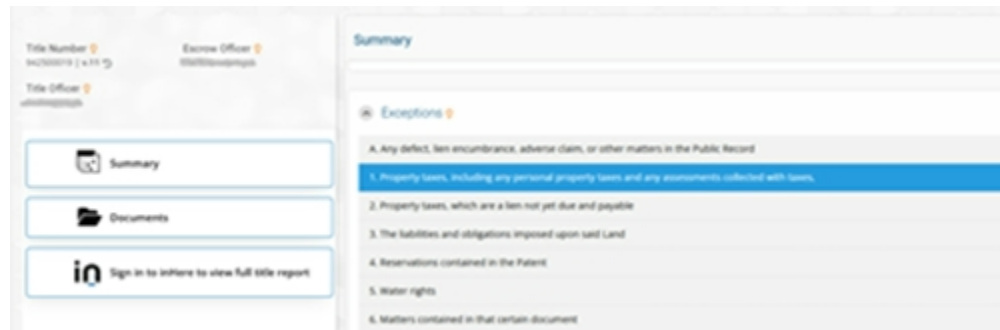 Title Number
Escrow Officer
Title Officer
Summary
Documents
Sign in to inHere to view full title report
Summary
Exceptions
A. Any defect, lien encumbrance, adverse claim, or other matters in the Public Record
1. Property taxes, including any personal property taxes and any assessments collected with taxes,
2. Property taxes, which are a lien not yet due and payable
3. The liabilities and obligations imposed upon said Land
4. Reservations contained in the Patent
5. Water rights
6. Matters contained in that certain document